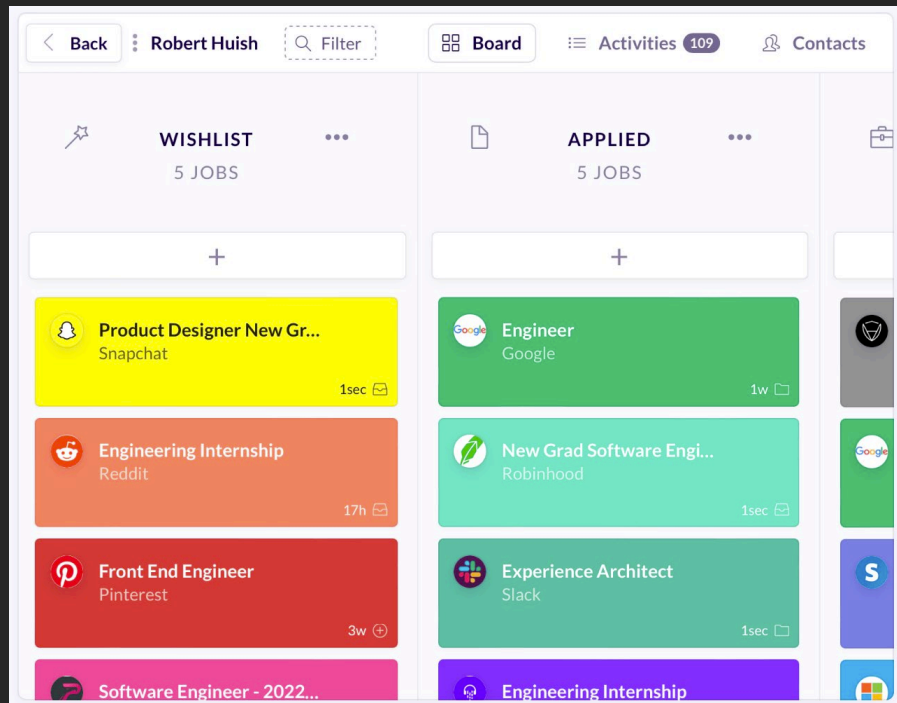 Back
Robert Huish
Filter
Board
Activities 109
Contacts
WISHLIST
5 JOBS
APPLIED
5 JOBS
+
+
Product Designer New Gr...
Snapchat
1sec
Engineering Internship
Reddit
17h
Front End Engineer
Pinterest
3w
Software Engineer - 2022...
Google
Engineer
Google
1w
New Grad Software Engi...
Robinhood
1sec
Experience Architect
Slack
1sec
Engineering Internship
Google
S